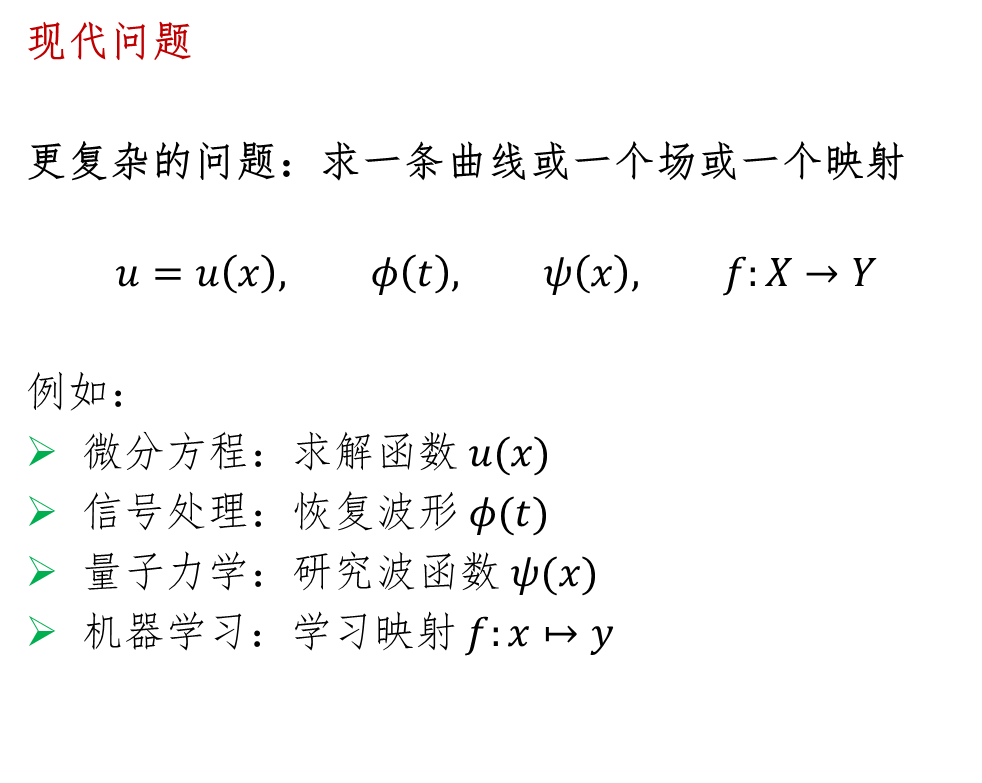 现代问题
更复杂的问题：求一条曲线或一个场或一个映射
u = u(x),  ϕ(t),  ψ(x),  f: X → Y
例如：
➢ 微分方程：求解函数 u(x)
➢ 信号处理：恢复波形 ϕ(t)
➢ 量子力学：研究波函数 ψ(x)
➢ 机器学习：学习映射 f: x ↦ y